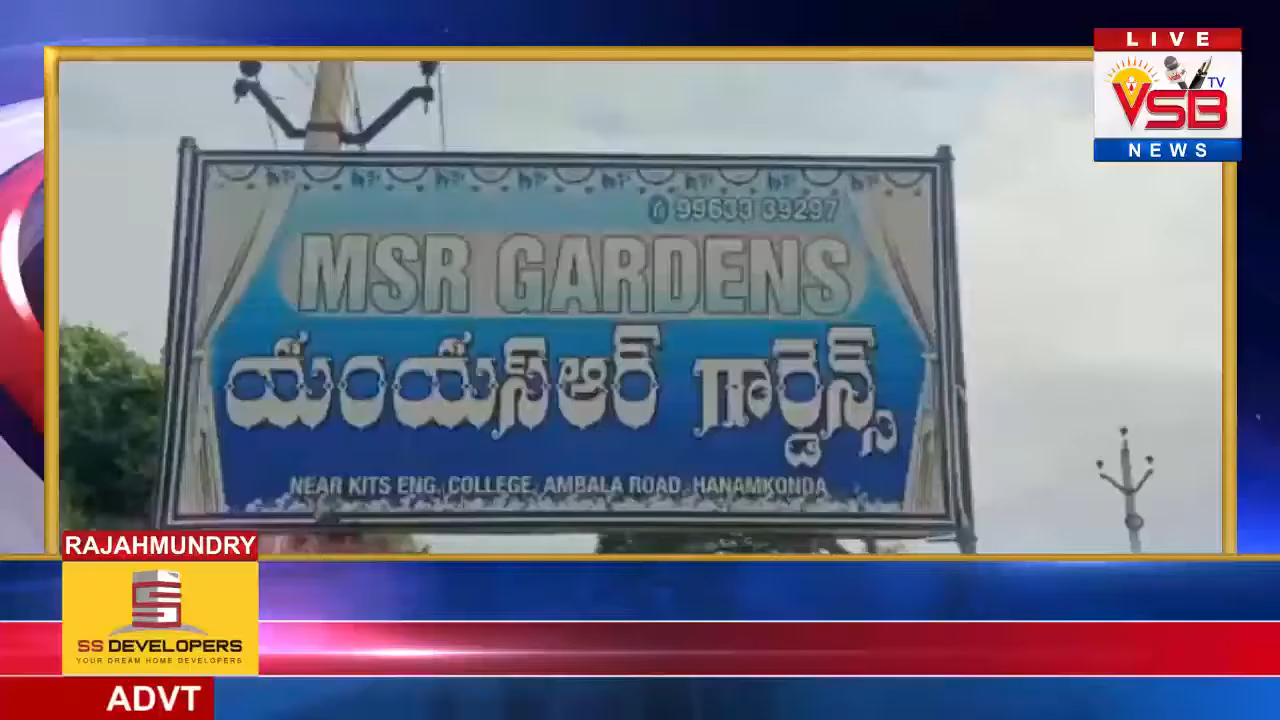 LIVE
VSB TV
NEWS
99633 39297
MSR GARDENS
యంయస్ఆర్ గార్డెన్స్
NEAR KITS ENG., COLLEGE, AMBALA ROAD, HANAMKONDA
RAJAHMUNDRY
SS DEVELOPERS
YOUR DREAM HOME DEVELOPERS
ADVT